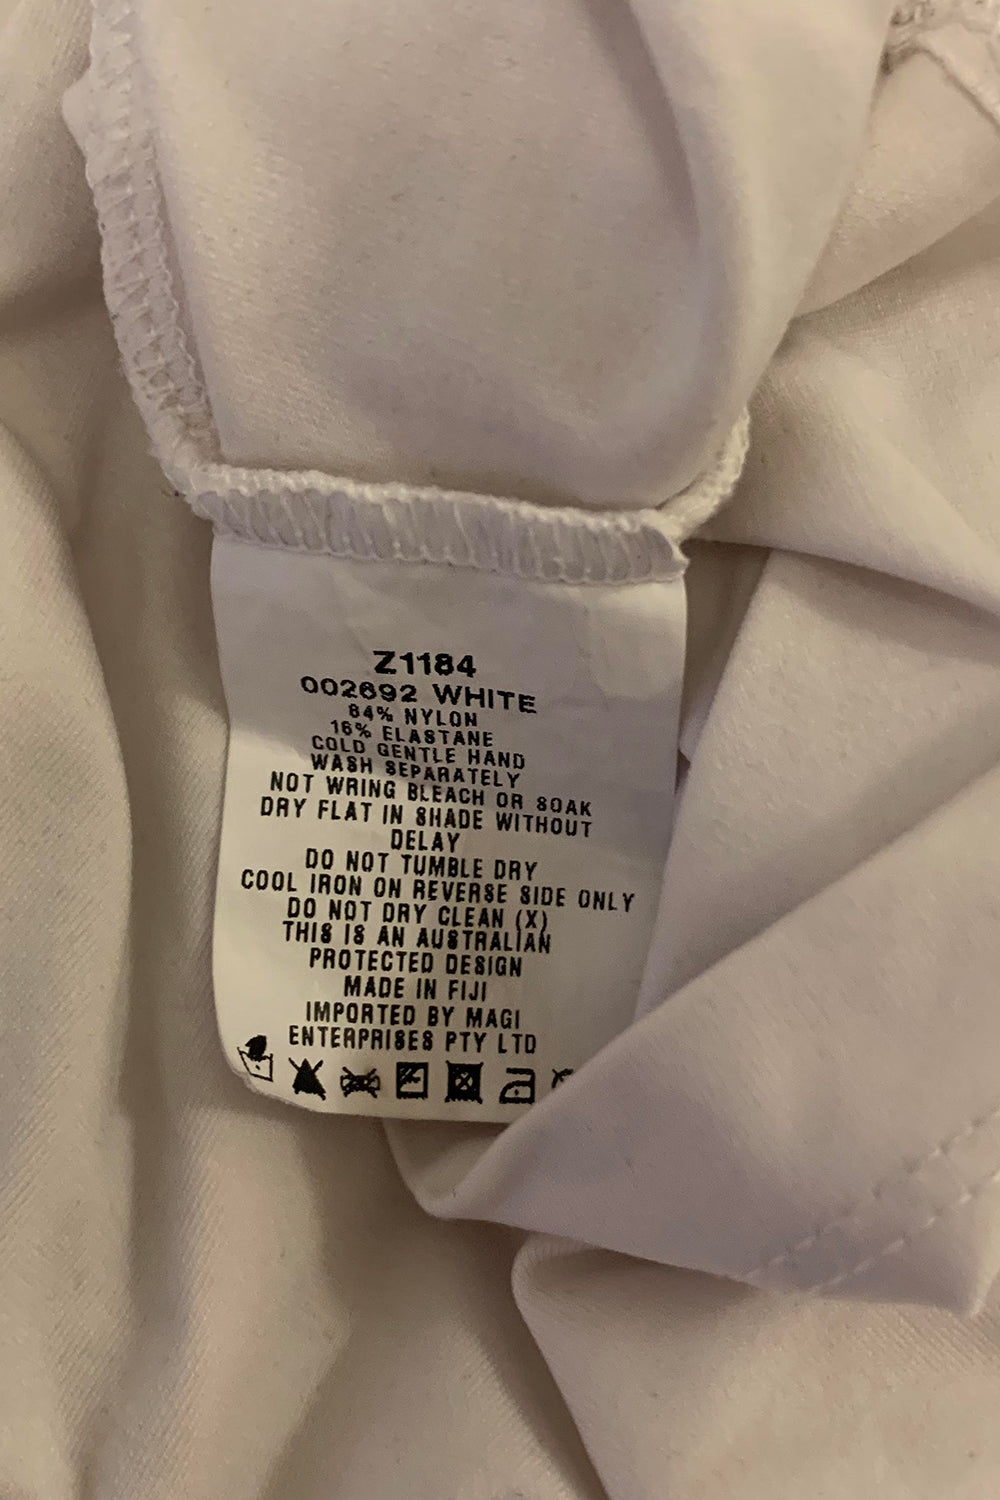 Z1184
002692 WHITE
84% NYLON
16% ELASTANE
COLD GENTLE HAND
WASH SEPARATELY
NOT WRING BLEACH OR SOAK
DRY FLAT IN SHADE WITHOUT
DELAY
DO NOT TUMBLE DRY
COOL IRON ON REVERSE SIDE ONLY
DO NOT DRY CLEAN (X)
THIS IS AN AUSTRALIAN
PROTECTED DESIGN
MADE IN FIJI
IMPORTED BY MAGI
ENTERPRISES PTY LTD